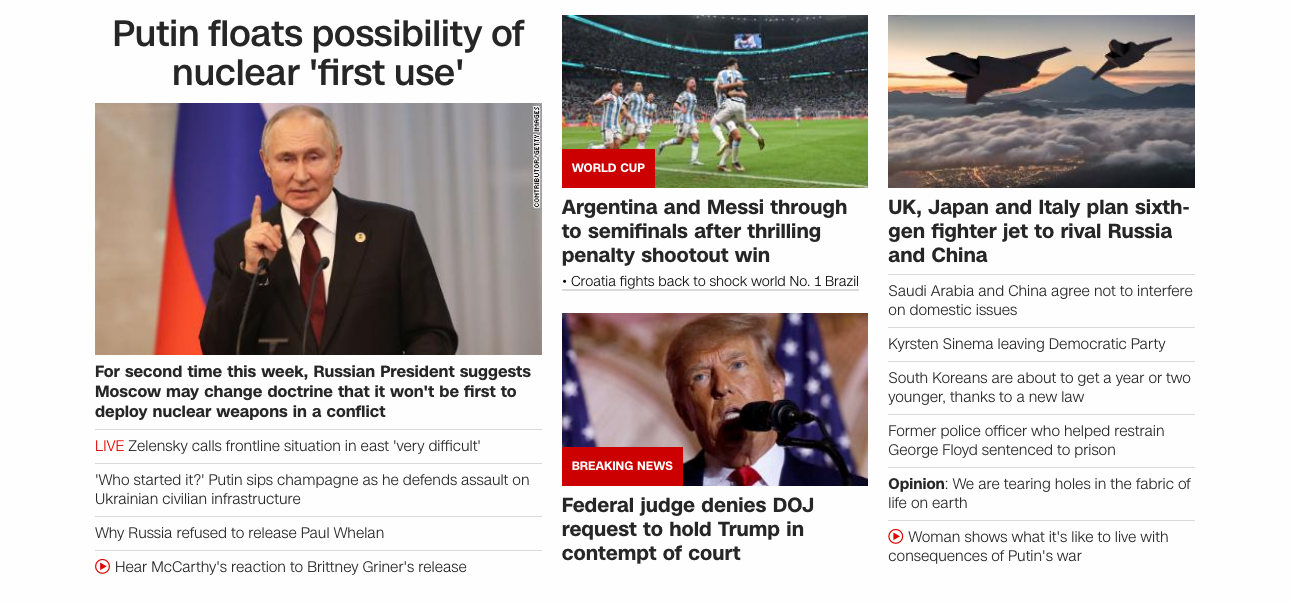 Putin floats possibility of
nuclear 'first use'
CONTRIBUTOR/GETTY IMAGES
For second time this week, Russian President suggests
Moscow may change doctrine that it won't be first to
deploy nuclear weapons in a conflict
LIVE Zelensky calls frontline situation in east 'very difficult'
'Who started it?' Putin sips champagne as he defends assault on
Ukrainian civilian infrastructure
Why Russia refused to release Paul Whelan
Hear McCarthy's reaction to Brittney Griner's release
WORLD CUP
Argentina and Messi through
to semifinals after thrilling
penalty shootout win
• Croatia fights back to shock world No. 1 Brazil
BREAKING NEWS
Federal judge denies DOJ
request to hold Trump in
contempt of court
UK, Japan and Italy plan sixth-
gen fighter jet to rival Russia
and China
Saudi Arabia and China agree not to interfere
on domestic issues
Kyrsten Sinema leaving Democratic Party
South Koreans are about to get a year or two
younger, thanks to a new law
Former police officer who helped restrain
George Floyd sentenced to prison
Opinion: We are tearing holes in the fabric of
life on earth
Woman shows what it's like to live with
consequences of Putin's war